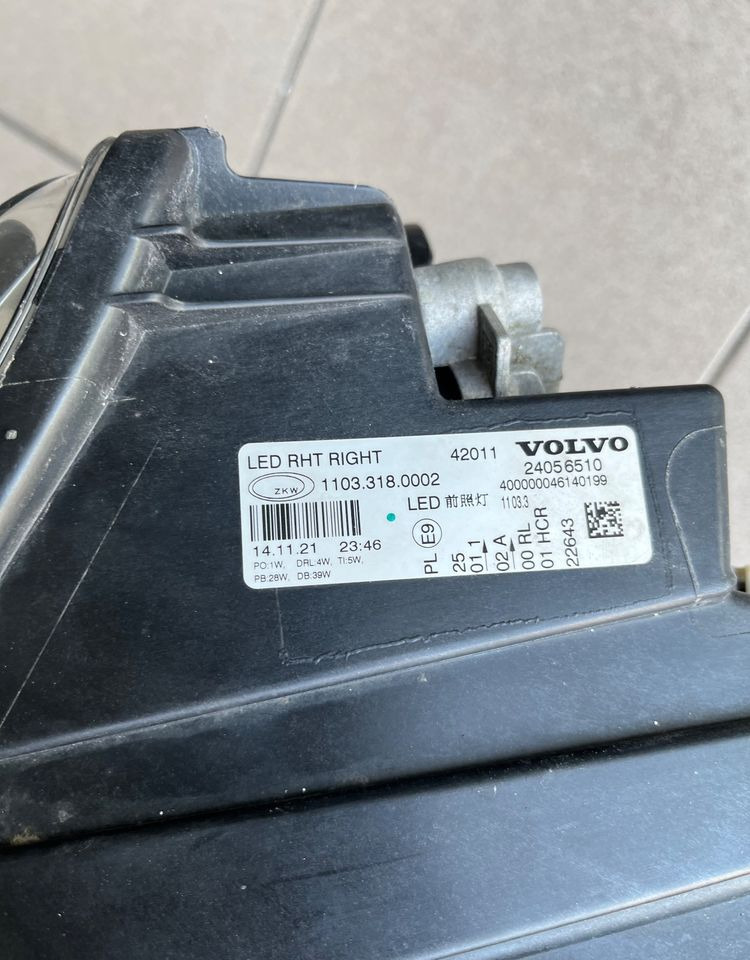 LED RHT RIGHT 42011 VOLVO
24056510
ZKW 1103.318.0002 400000046140199
LED 前照灯 1103.3
14.11.21 23:46
PO:1W, DRL:4W, TI:5W,
PB:28W, DB:39W
PL E9
25
01 1
02 A
00 RL
01 HCR
22643